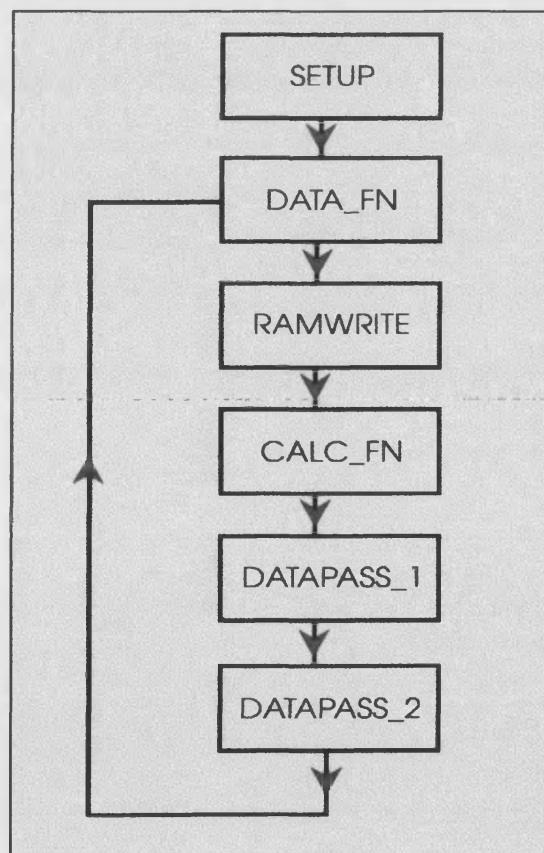 SETUP
DATA_FN
RAMWRITE
CALC_FN
DATAPASS_1
DATAPASS_2